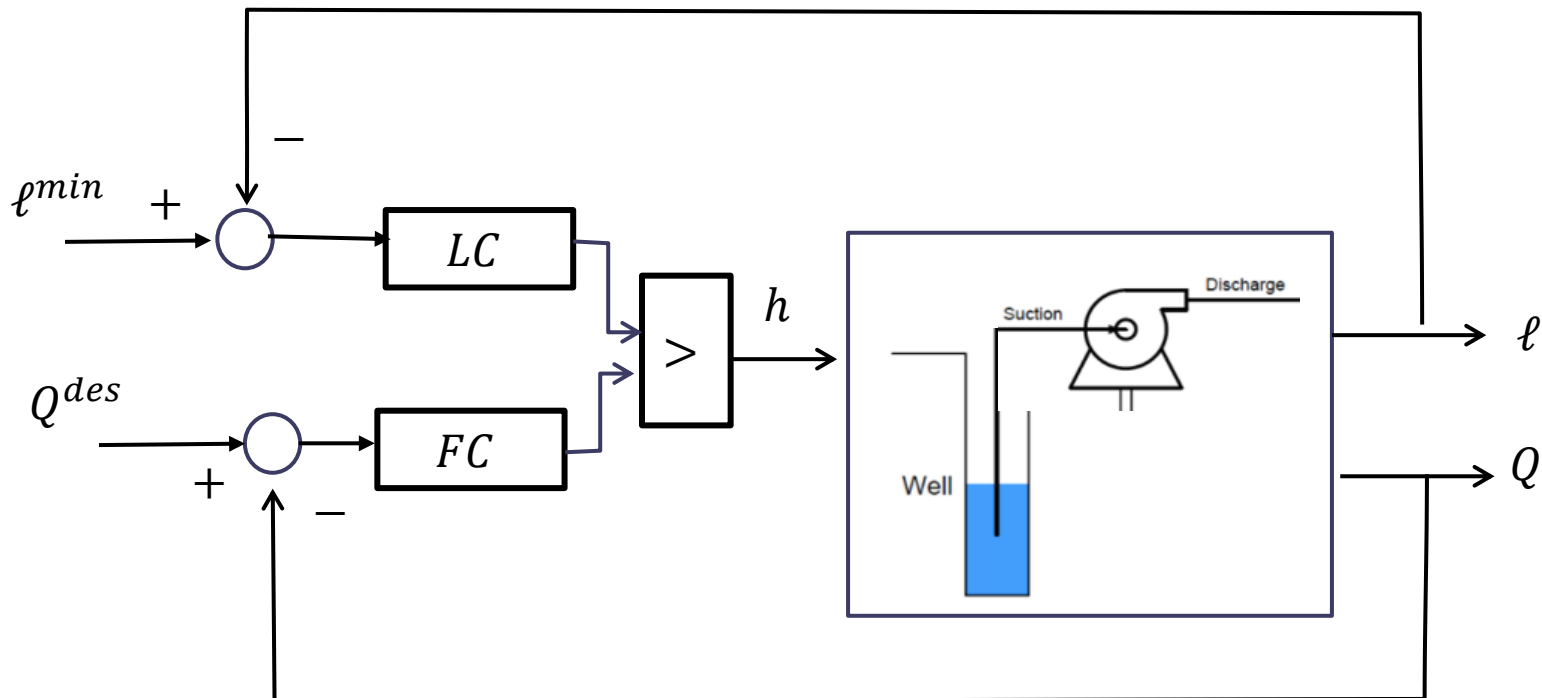 −
ℓ^min
+
LC
h
Discharge
Suction
>
ℓ
Q^des
FC
Q
+
−
Well